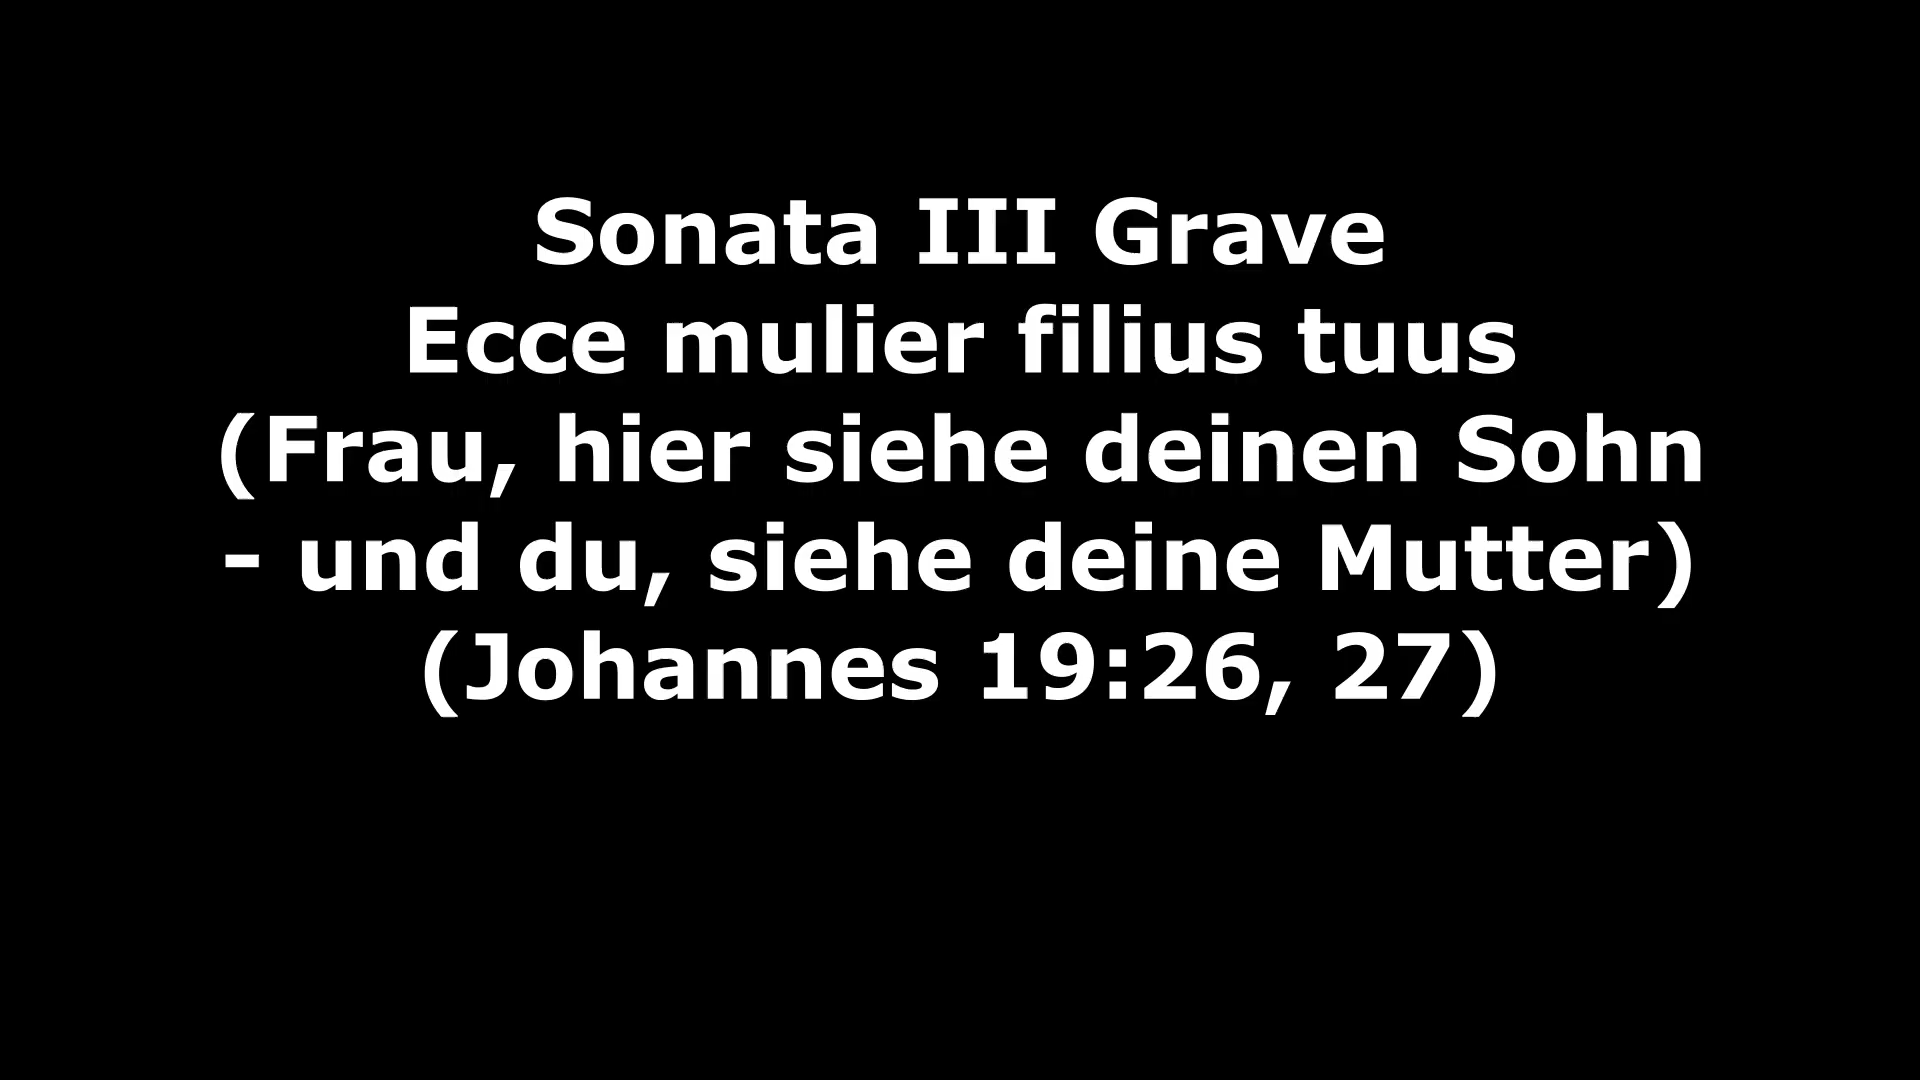 Sonata III Grave
Ecce mulier filius tuus
(Frau, hier siehe deinen Sohn
- und du, siehe deine Mutter)
(Johannes 19:26, 27)